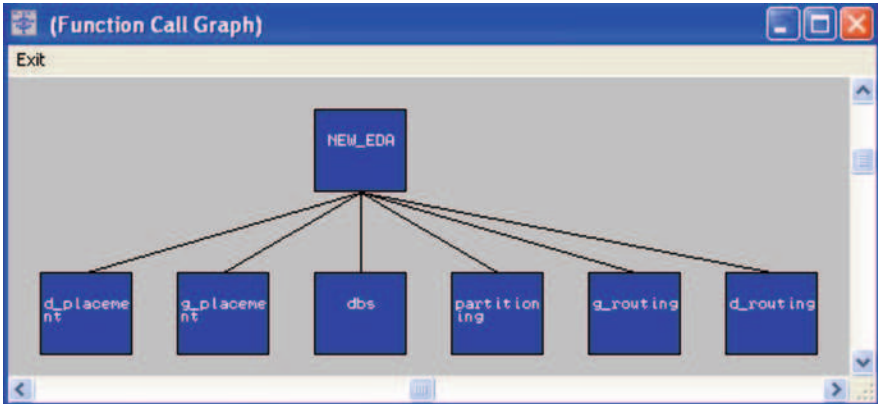 (Function Call Graph)
Exit
NEW_EDA
d_placeme
nt
g_placeme
nt
dbs
partition
ing
g_routing
d_routing